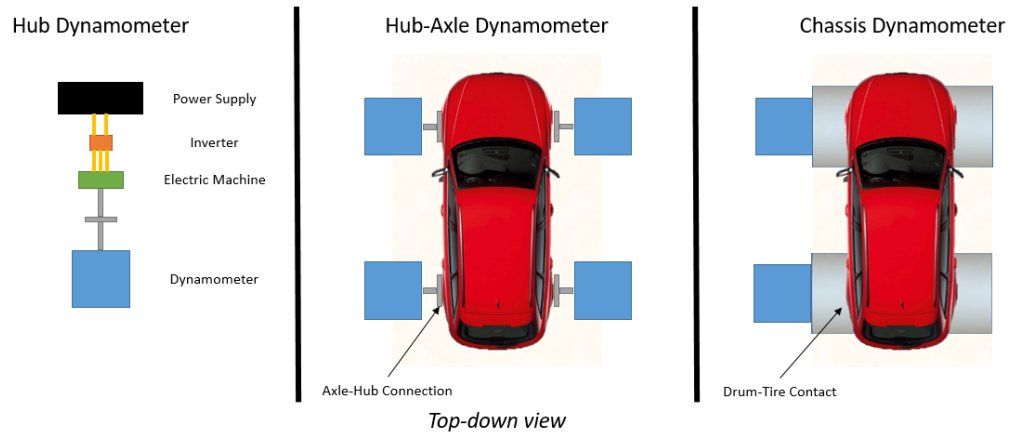 Hub Dynamometer
Power Supply
Inverter
Electric Machine
Dynamometer
Hub-Axle Dynamometer
Axle-Hub Connection
Chassis Dynamometer
Drum-Tire Contact
Top-down view